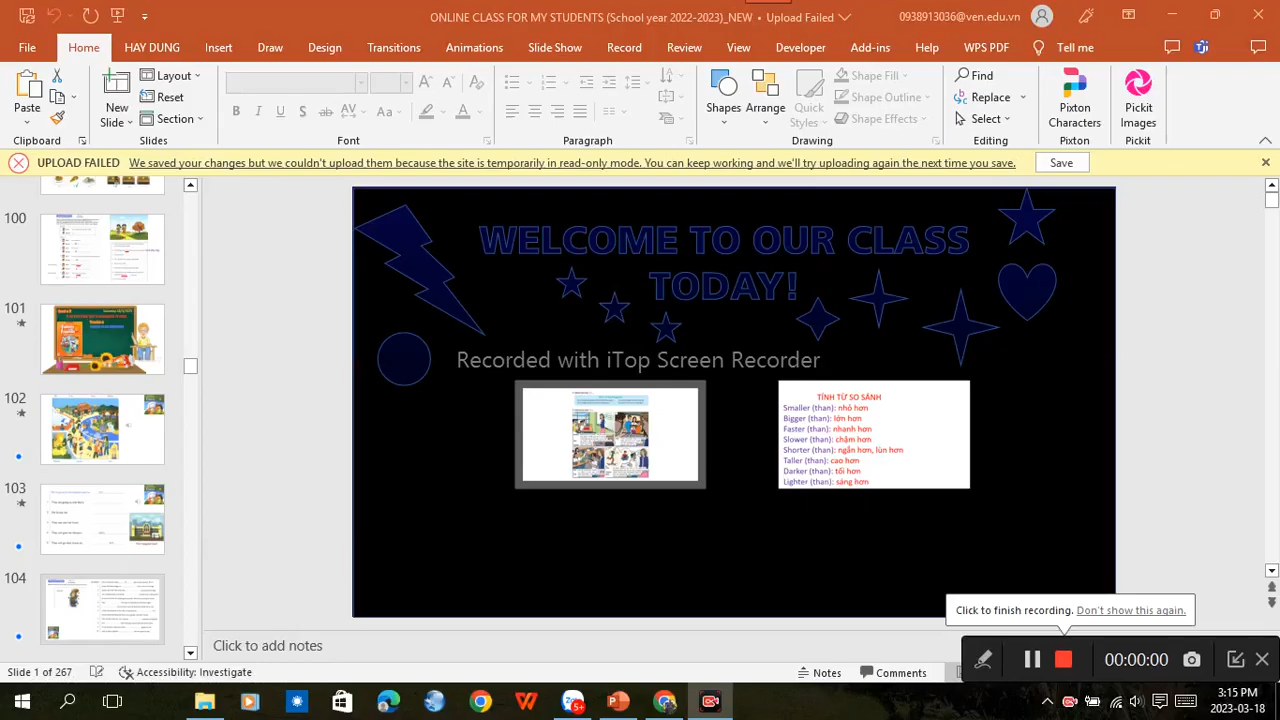 ONLINE CLASS FOR MY STUDENTS (School year 2022-2023)_NEW • Upload Failed
0938913036@ven.edu.vn
File Home HAY DUNG Insert Draw Design Transitions Animations Slide Show Record Review View Developer Add-ins Help WPS PDF Tell me
Paste
New
Slide
Layout
Reset
Section
Shapes
Arrange
Quick
Styles
Shape Fill
Shape Outline
Shape Effects
Find
Replace
Select
Pixton
Characters
Pickit
Images
Clipboard Slides Font Paragraph Drawing Editing Pixton Pickit
UPLOAD FAILED We saved your changes but we couldn't upload them because the site is temporarily in read-only mode. You can keep working and we'll try uploading again the next time you save. Save
100
101
102
103
104
WELCOME TO OUR CLASS
TODAY!
Recorded with iTop Screen Recorder
TÍNH TỪ SO SÁNH
Smaller (than): nhỏ hơn
Bigger (than): lớn hơn
Faster (than): nhanh hơn
Slower (than): chậm hơn
Shorter (than): ngắn hơn, lùn hơn
Taller (than): cao hơn
Darker (than): tối hơn
Lighter (than): sáng hơn
Click to finish recording. Don't show this again.
00:00:00
Click to add notes
Slide 1 of 267 Accessibility: Investigate Notes Comments
5+
3:15 PM
2023-03-18